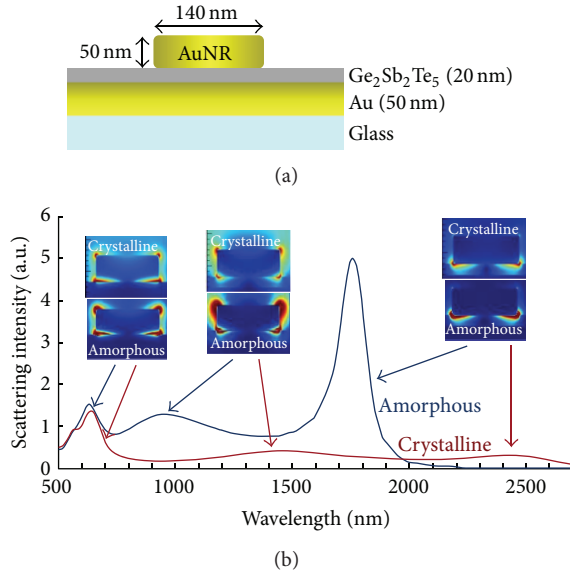 140 nm
50 nm
AuNR
Ge₂Sb₂Te₅ (20 nm)
Au (50 nm)
Glass
(a)
Scattering intensity (a.u.)
6
5
4
3
2
1
0
Crystalline
Amorphous
Crystalline
Amorphous
Crystalline
Amorphous
Amorphous
Crystalline
500
1000
1500
2000
2500
Wavelength (nm)
(b)